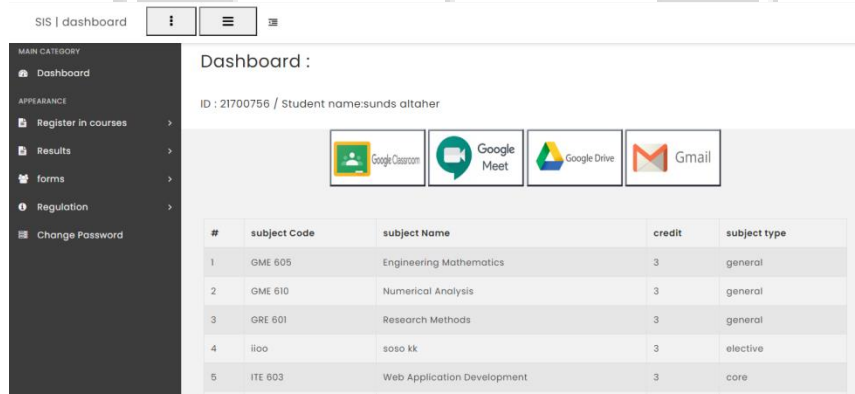 SIS | dashboard
MAIN CATEGORY
Dashboard
APPEARANCE
Register in courses
Results
forms
Regulation
Change Password
Dashboard :
ID : 21700756 / Student name:sunds altaher
Google Classroom
Google Meet
Google Drive
Gmail
# subject Code subject Name credit subject type
1 GME 605 Engineering Mathematics 3 general
2 GME 610 Numerical Analysis 3 general
3 GRE 601 Research Methods 3 general
4 iioo soso kk 3 elective
5 ITE 603 Web Application Development 3 core